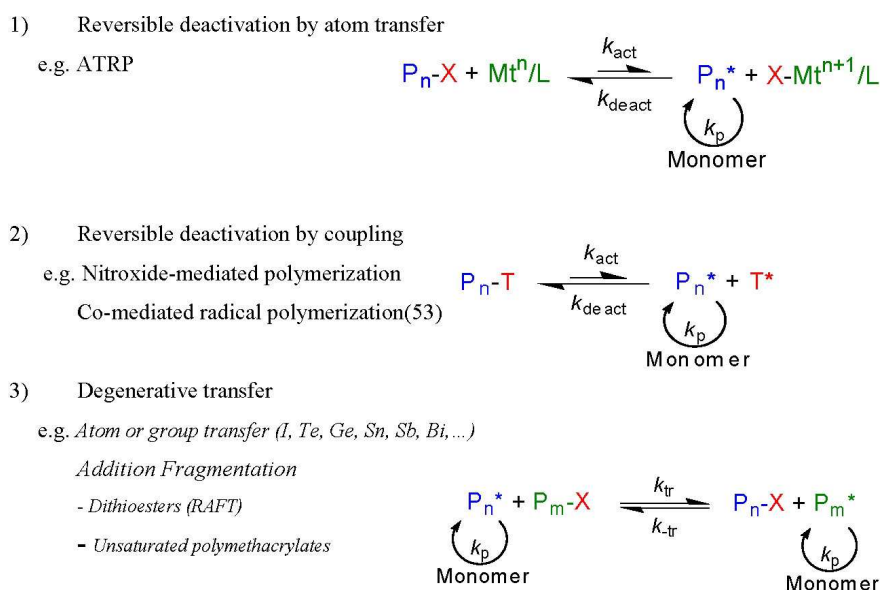 1) Reversible deactivation by atom transfer
e.g. ATRP
Pn-X + Mtⁿ/L kact kdeact Pn* + X-Mtⁿ⁺¹/L
kp
Monomer
2) Reversible deactivation by coupling
e.g. Nitroxide-mediated polymerization
Co-mediated radical polymerization(53)
Pn-T kact kdeact Pn* + T*
kp
Monomer
3) Degenerative transfer
e.g. Atom or group transfer (I, Te, Ge, Sn, Sb, Bi,...)
Addition Fragmentation
- Dithioesters (RAFT)
- Unsaturated polymethacrylates
Pn* + Pm-X ktr k-tr Pn-X + Pm*
kp kp
Monomer Monomer